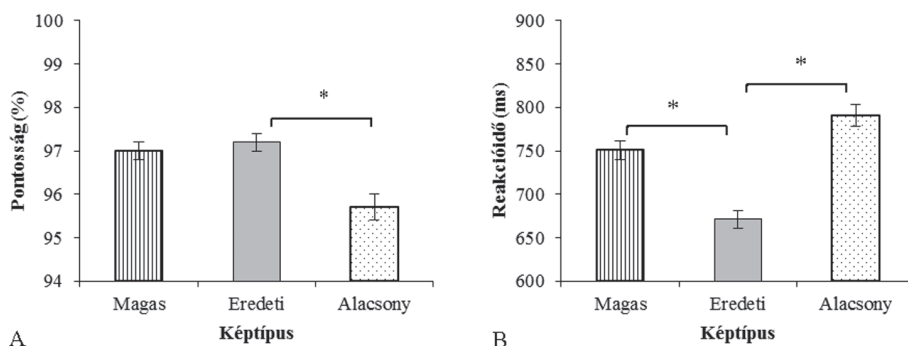 100
99
98
97
96
95
94
Pontosság (%)
*
Magas
Eredeti
Alacsony
Képtípus
A
900
850
800
750
700
650
600
Reakcióidő (ms)
*
*
Magas
Eredeti
Alacsony
Képtípus
B